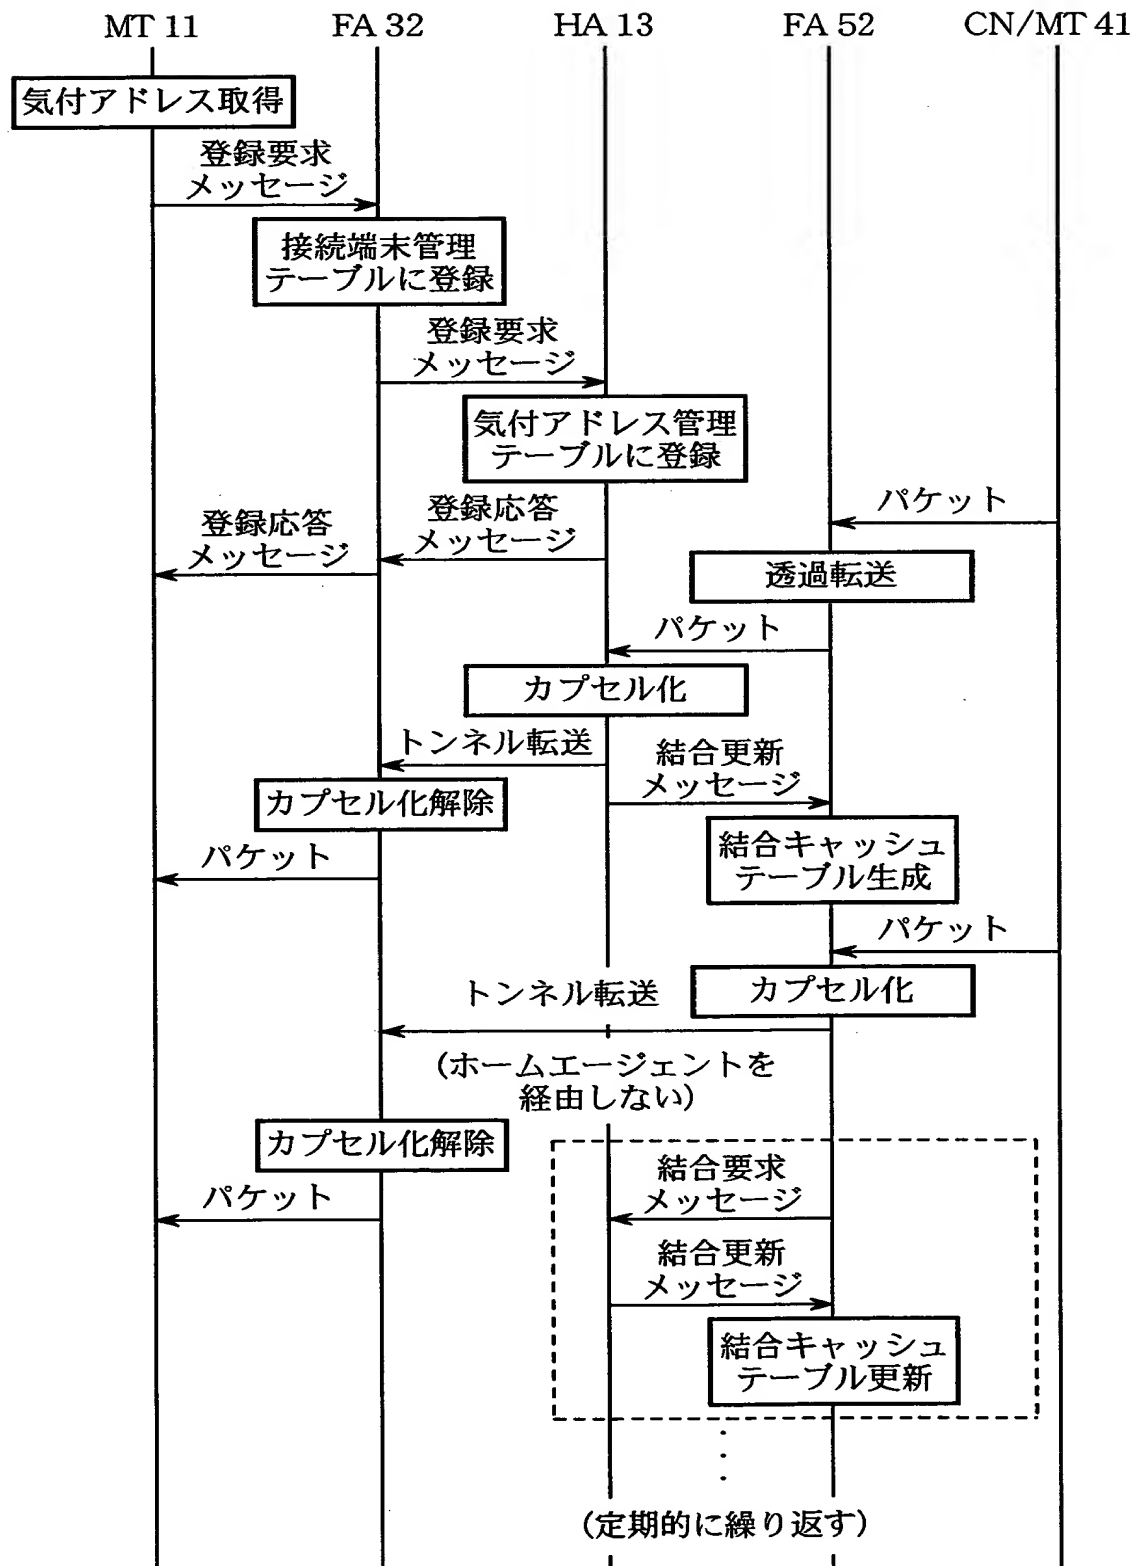 MT 11 FA 32 HA 13 FA 52 CN/MT 41
気付アドレス取得
登録要求
メッセージ
接続端末管理
テーブルに登録
登録要求
メッセージ
気付アドレス管理
テーブルに登録
パケット
登録応答
メッセージ
登録応答
メッセージ
透過転送
パケット
カプセル化
トンネル転送
結合更新
メッセージ
カプセル化解除
結合キャッシュ
テーブル生成
パケット
パケット
カプセル化
トンネル転送
(ホームエージェントを
経由しない)
カプセル化解除
パケット
結合要求
メッセージ
結合更新
メッセージ
結合キャッシュ
テーブル更新
(定期的に繰り返す)